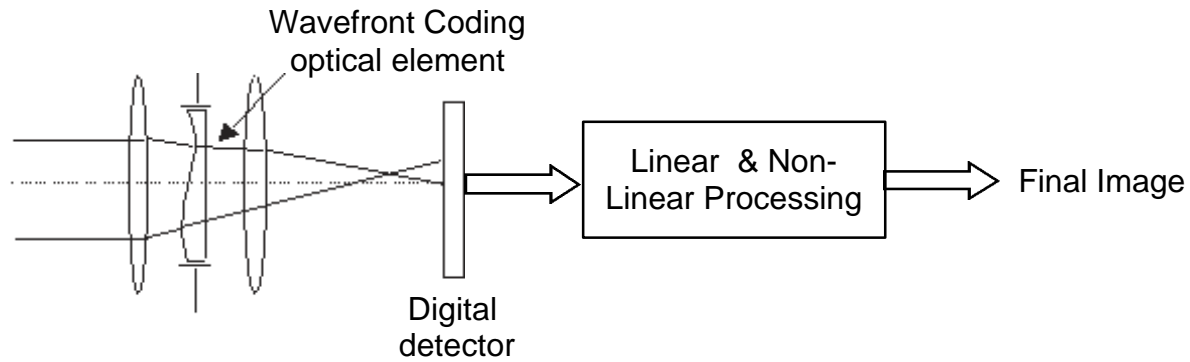 Wavefront Coding
optical element
Linear & Non-
Linear Processing
Final Image
Digital
detector